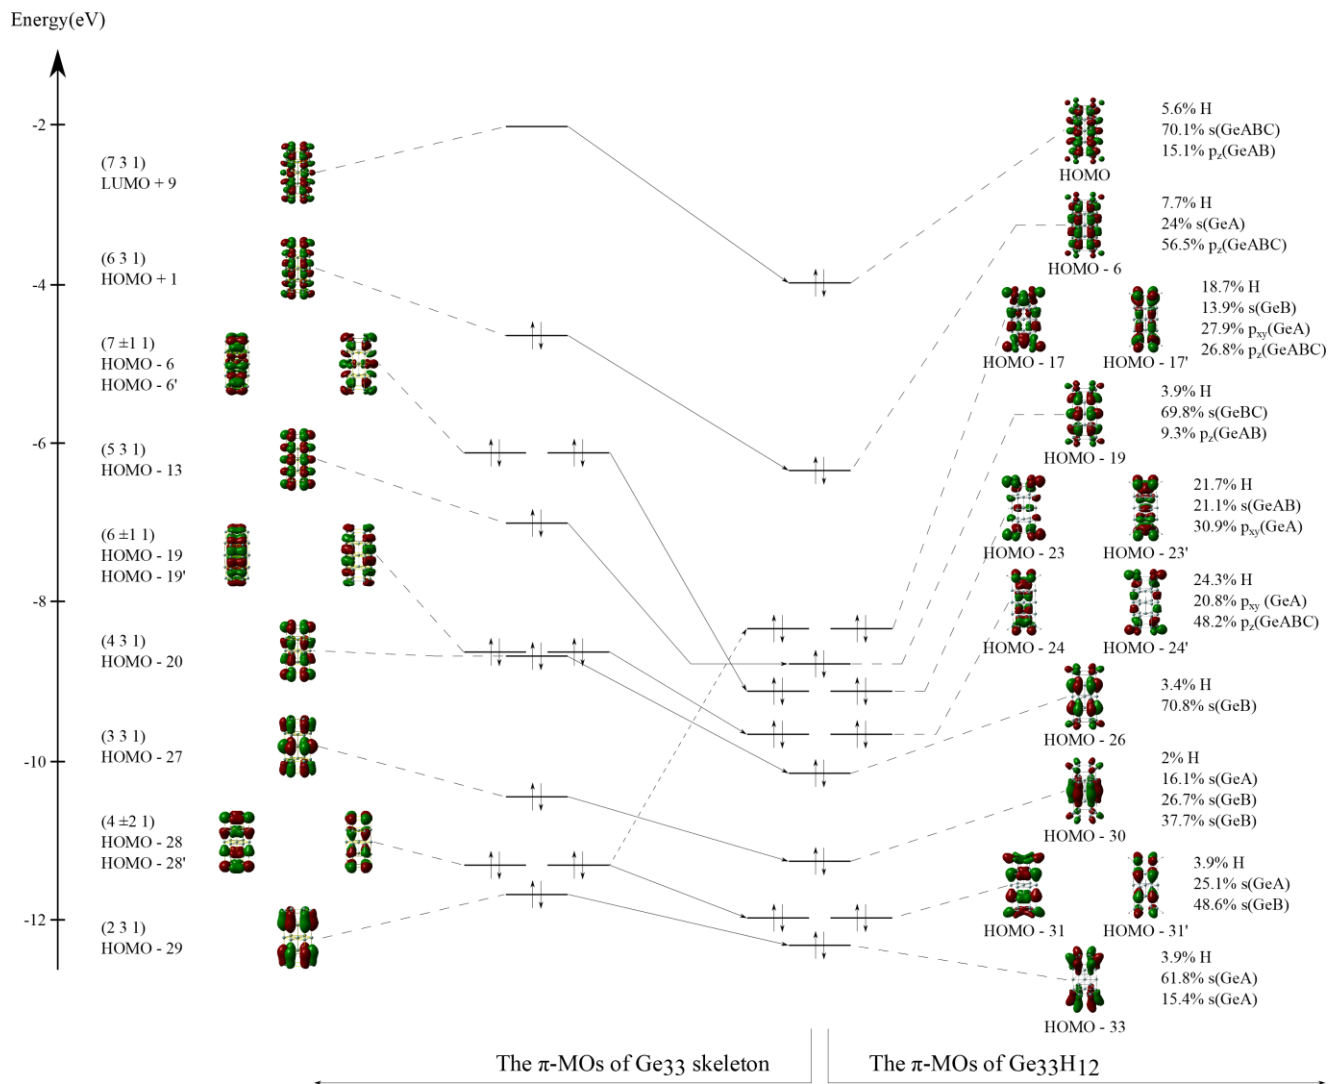 Energy(eV)
-2
-4
-6
-8
-10
-12
(7 3 1)
LUMO + 9
(6 3 1)
HOMO + 1
(7 ±1 1)
HOMO - 6
HOMO - 6'
(5 3 1)
HOMO - 13
(6 ±1 1)
HOMO - 19
HOMO - 19'
(4 3 1)
HOMO - 20
(3 3 1)
HOMO - 27
(4 ±2 1)
HOMO - 28
HOMO - 28'
(2 3 1)
HOMO - 29
5.6% H
70.1% s(GeABC)
15.1% pz(GeAB)
HOMO
7.7% H
24% s(GeA)
56.5% pz(GeABC)
HOMO - 6
18.7% H
13.9% s(GeB)
27.9% pxy(GeA)
26.8% pz(GeABC)
HOMO - 17
HOMO - 17'
3.9% H
69.8% s(GeBC)
9.3% pz(GeAB)
HOMO - 19
21.7% H
21.1% s(GeAB)
30.9% pxy(GeA)
HOMO - 23
HOMO - 23'
24.3% H
20.8% pxy (GeA)
48.2% pz(GeABC)
HOMO - 24
HOMO - 24'
3.4% H
70.8% s(GeB)
HOMO - 26
2% H
16.1% s(GeA)
26.7% s(GeB)
37.7% s(GeB)
HOMO - 30
3.9% H
25.1% s(GeA)
48.6% s(GeB)
HOMO - 31
HOMO - 31'
3.9% H
61.8% s(GeA)
15.4% s(GeA)
HOMO - 33
The π-MOs of Ge33 skeleton
The π-MOs of Ge33H12